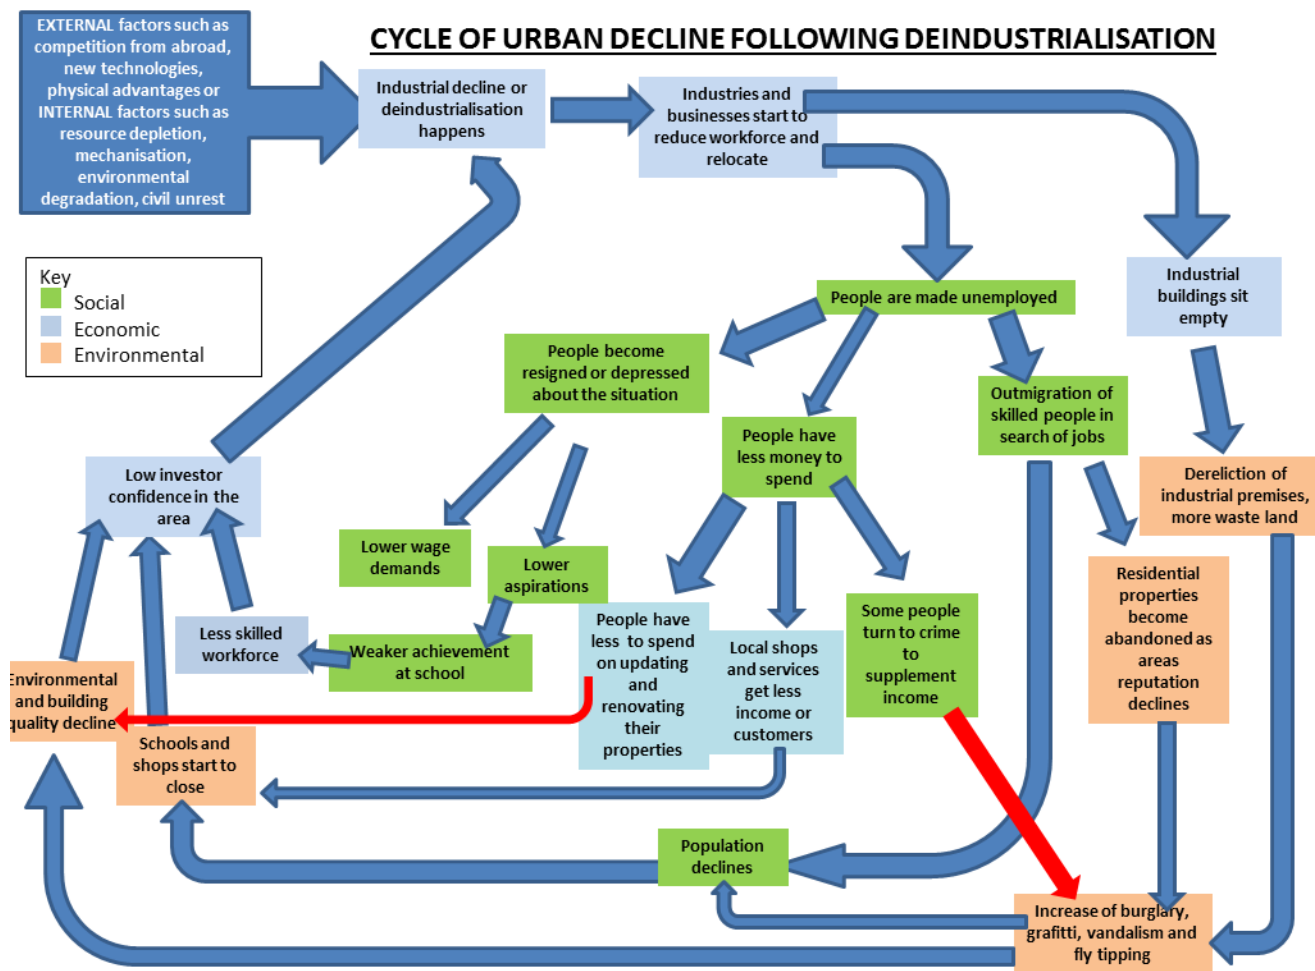 EXTERNAL factors such as
competition from abroad,
new technologies,
physical advantages or
INTERNAL factors such as
resource depletion,
mechanisation,
environmental
degradation, civil unrest
CYCLE OF URBAN DECLINE FOLLOWING DEINDUSTRIALISATION
Industrial decline or
deindustrialisation
happens
Industries and
businesses start to
reduce workforce and
relocate
Key
Social
Economic
Environmental
Industrial
buildings sit
empty
People are made unemployed
People become
resigned or depressed
about the situation
Outmigration of
skilled people in
search of jobs
People have
less money to
spend
Low investor
confidence in the
area
Dereliction of
industrial premises,
more waste land
Lower wage
demands
Lower
aspirations
Residential
properties
become
abandoned as
areas
reputation
declines
Less skilled
workforce
Weaker achievement
at school
People have
less to spend
on updating
and
renovating
their
properties
Local shops
and services
get less
income or
customers
Some people
turn to crime
to
supplement
income
Environmental
and building
quality decline
Schools and
shops start to
close
Population
declines
Increase of burglary,
grafitti, vandalism and
fly tipping